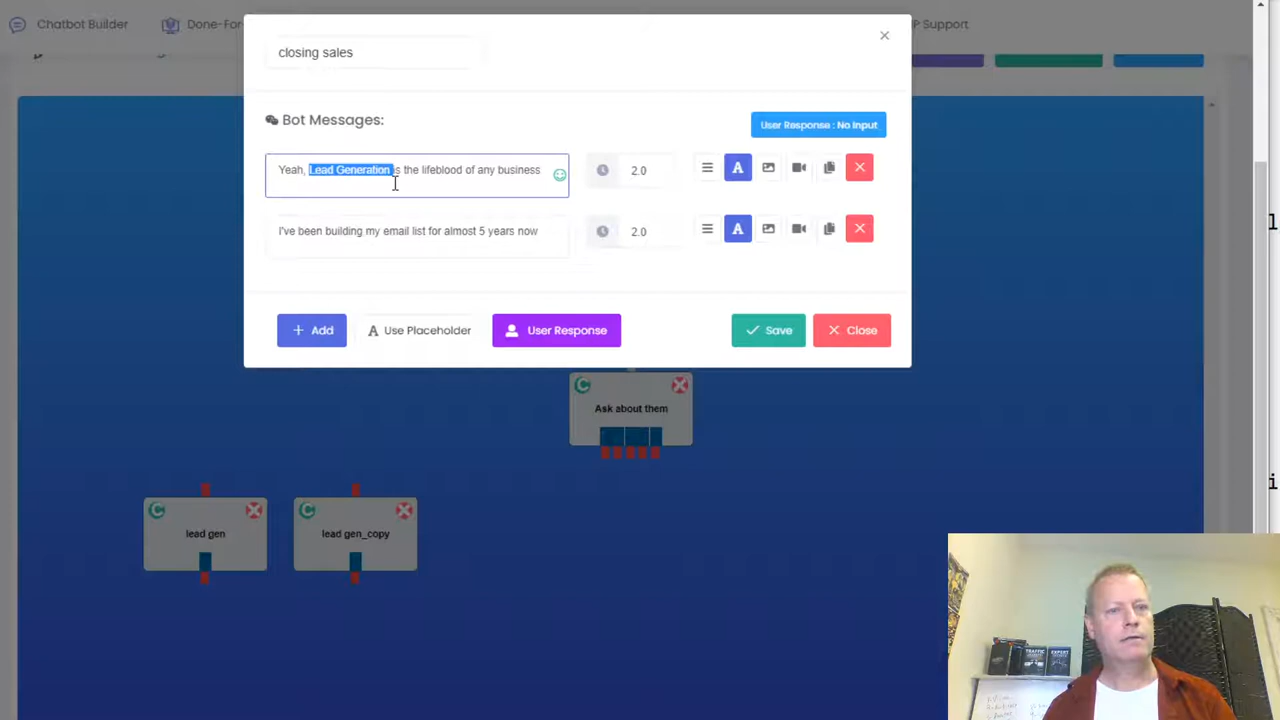 Chatbot Builder
Done-For-
P Support
closing sales
Bot Messages:
User Response : No Input
Yeah, Lead Generation is the lifeblood of any business
2.0
A
I've been building my email list for almost 5 years now
2.0
A
+ Add
A Use Placeholder
User Response
Save
Close
Ask about them
C
X
lead gen
C
X
lead gen_copy
C
X
TRAFFIC
EXPERT